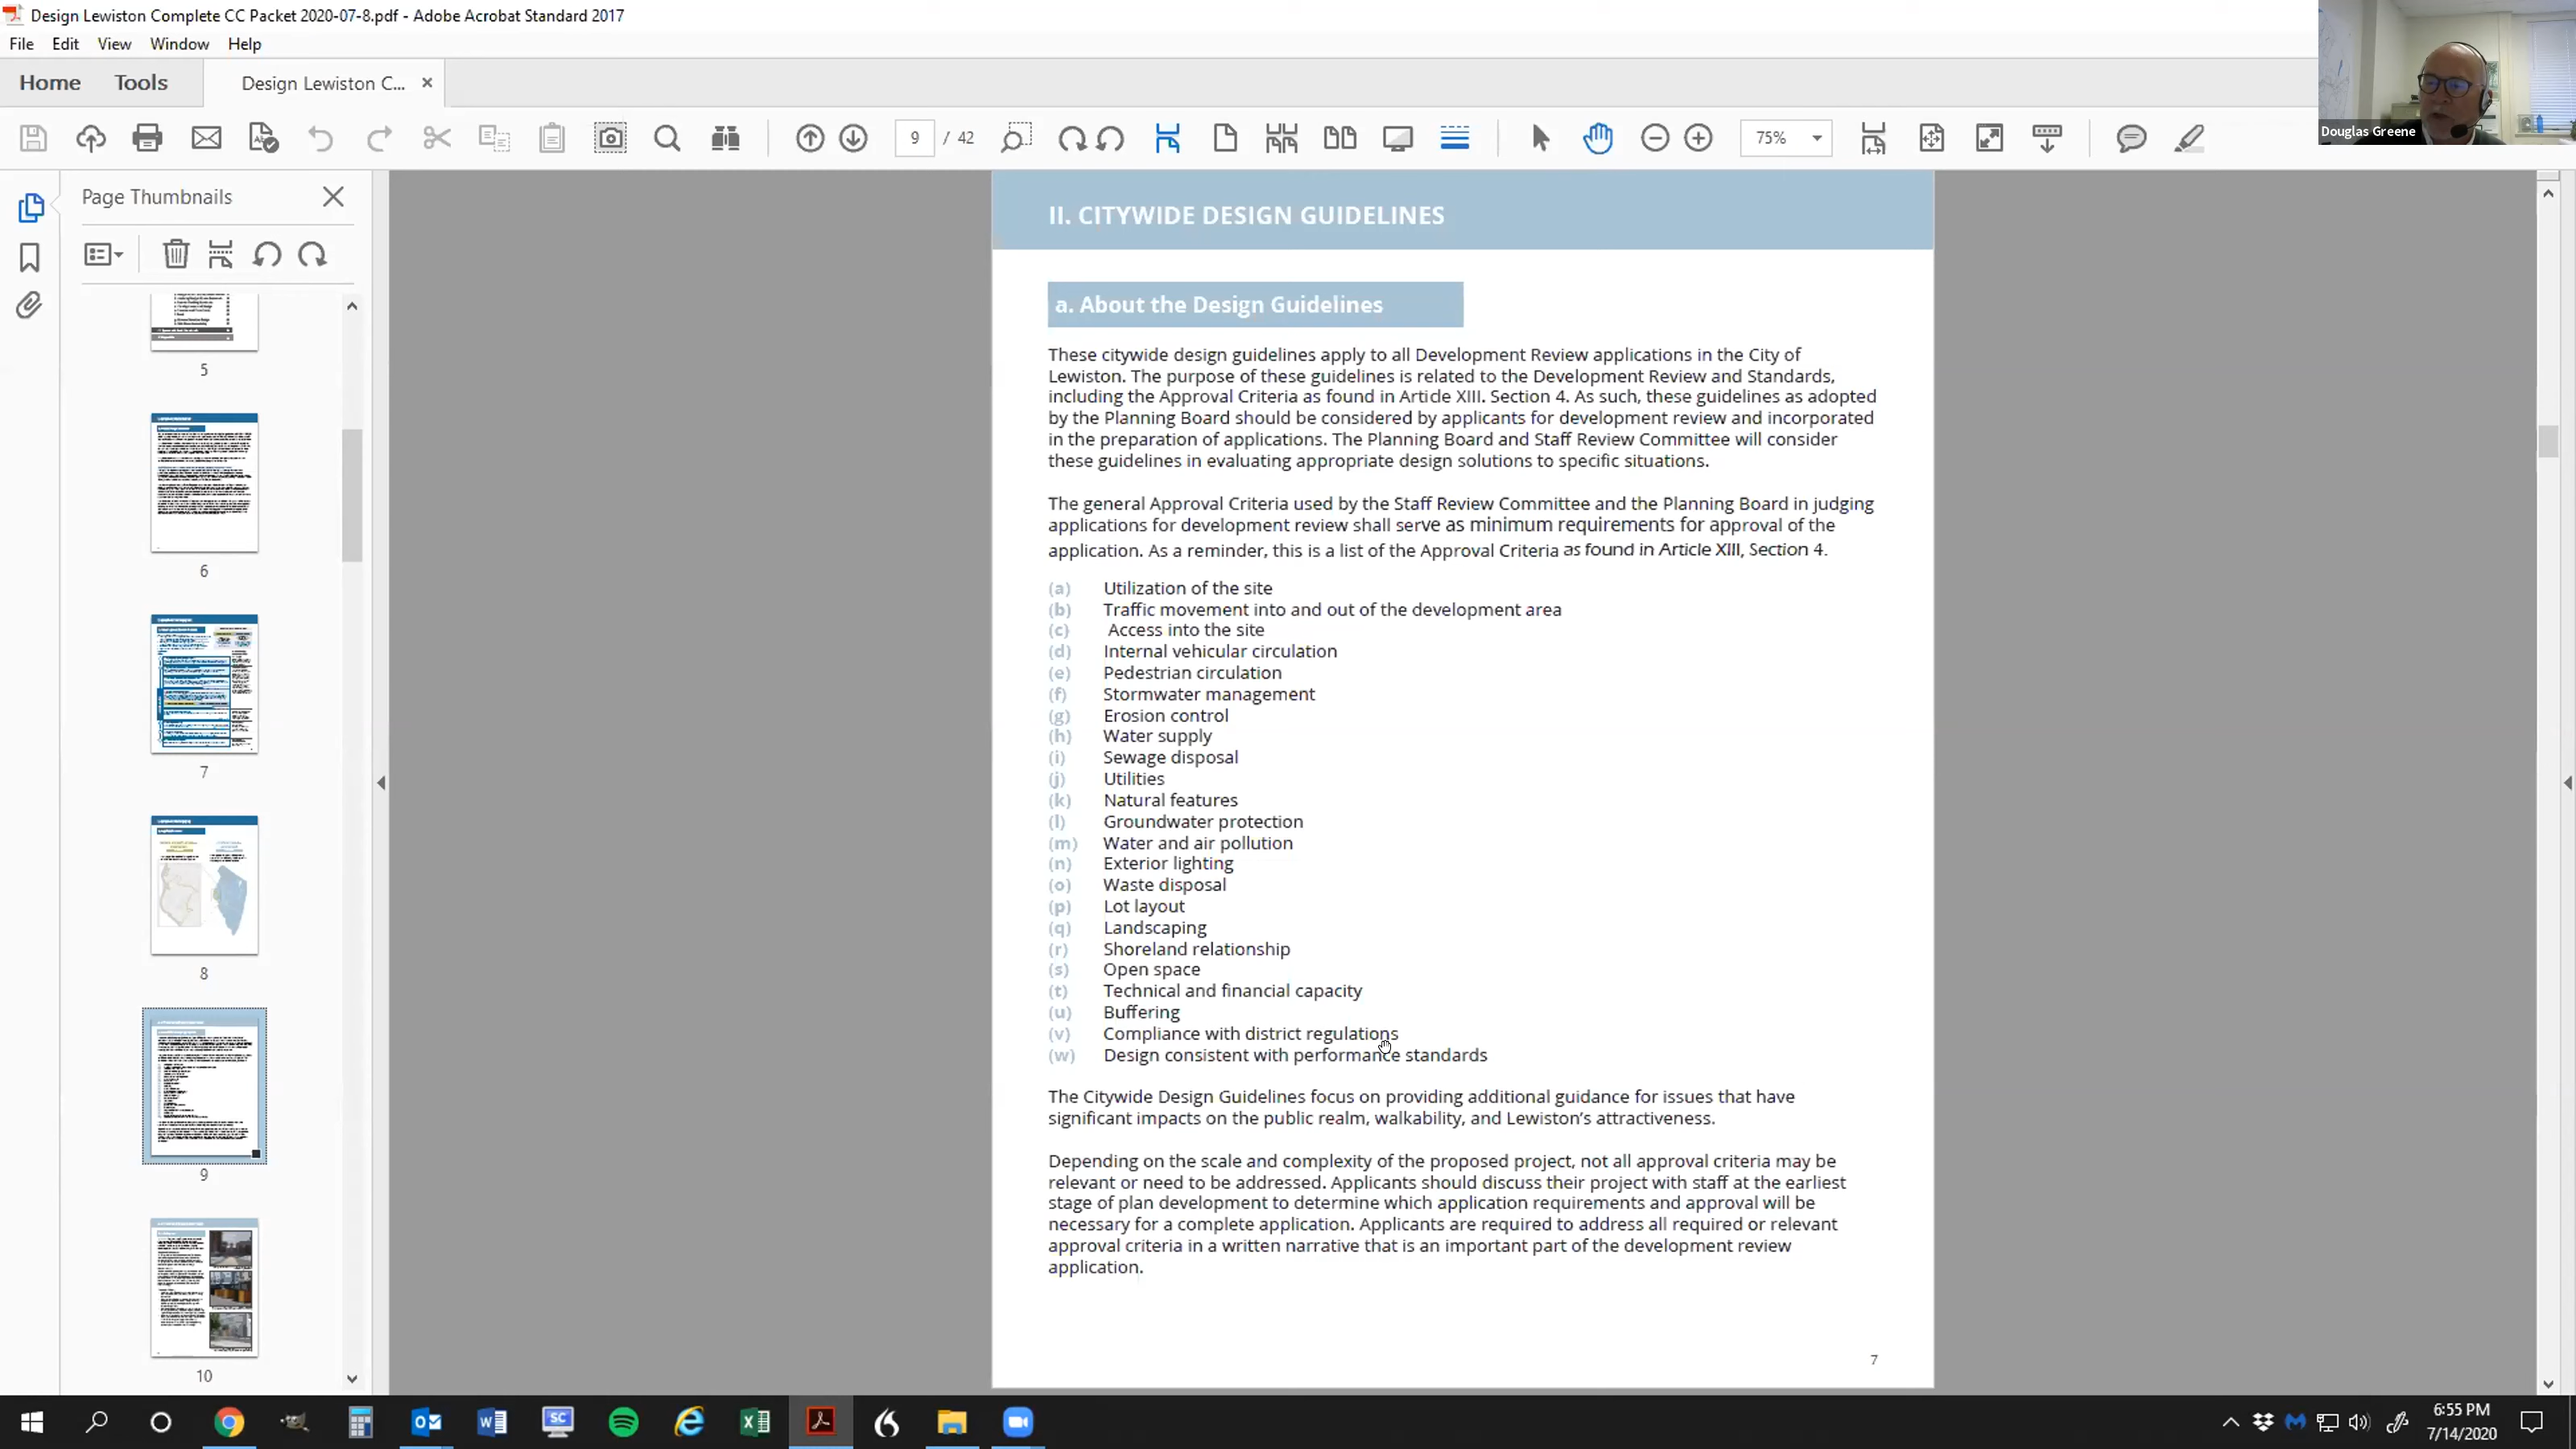 Design Lewiston Complete CC Packet 2020-07-8.pdf - Adobe Acrobat Standard 2017
File Edit View Window Help
Home Tools Design Lewiston C...
9 / 42
75%
Douglas Greene
Page Thumbnails
5
6
7
8
9
10
II. CITYWIDE DESIGN GUIDELINES
a. About the Design Guidelines
These citywide design guidelines apply to all Development Review applications in the City of
Lewiston. The purpose of these guidelines is related to the Development Review and Standards,
including the Approval Criteria as found in Article XIII. Section 4. As such, these guidelines as adopted
by the Planning Board should be considered by applicants for development review and incorporated
in the preparation of applications. The Planning Board and Staff Review Committee will consider
these guidelines in evaluating appropriate design solutions to specific situations.
The general Approval Criteria used by the Staff Review Committee and the Planning Board in judging
applications for development review shall serve as minimum requirements for approval of the
application. As a reminder, this is a list of the Approval Criteria as found in Article XIII, Section 4.
(a) Utilization of the site
(b) Traffic movement into and out of the development area
(c) Access into the site
(d) Internal vehicular circulation
(e) Pedestrian circulation
(f) Stormwater management
(g) Erosion control
(h) Water supply
(i) Sewage disposal
(j) Utilities
(k) Natural features
(l) Groundwater protection
(m) Water and air pollution
(n) Exterior lighting
(o) Waste disposal
(p) Lot layout
(q) Landscaping
(r) Shoreland relationship
(s) Open space
(t) Technical and financial capacity
(u) Buffering
(v) Compliance with district regulations
(w) Design consistent with performance standards
The Citywide Design Guidelines focus on providing additional guidance for issues that have
significant impacts on the public realm, walkability, and Lewiston's attractiveness.
Depending on the scale and complexity of the proposed project, not all approval criteria may be
relevant or need to be addressed. Applicants should discuss their project with staff at the earliest
stage of plan development to determine which application requirements and approval will be
necessary for a complete application. Applicants are required to address all required or relevant
approval criteria in a written narrative that is an important part of the development review
application.
7
SC
6:55 PM
7/14/2020